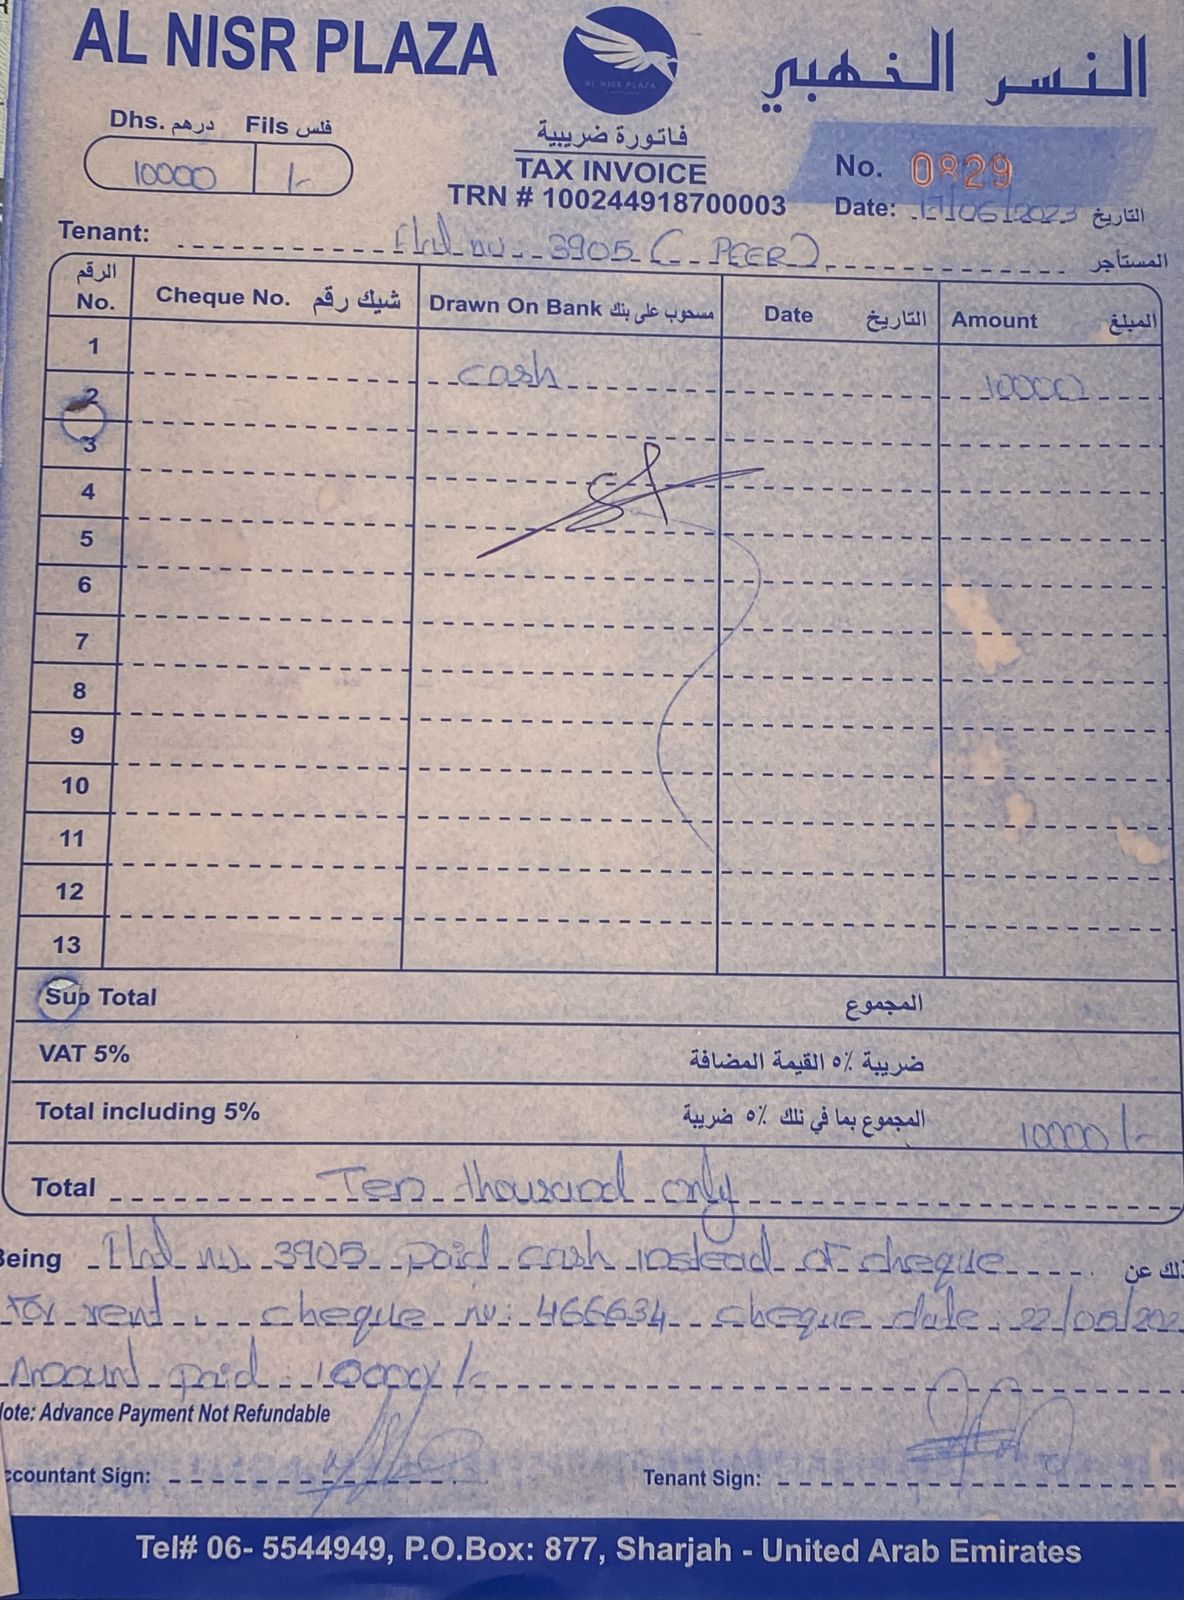 AL NISR PLAZA
النسر الذهبي
AL NISR PLAZA
Dhs. درهم Fils فلس
10000 /-
فاتورة ضريبية
TAX INVOICE
TRN # 100244918700003
No. 0829
Date: 17/06/2023 التاريخ
Tenant: no. 3905 ( PEER ) المستأجر
الرقم No. Cheque No. شيك رقم Drawn On Bank مسحوب على بنك Date التاريخ Amount المبلغ
1 cash 10000
2
3
4
5
6
7
8
9
10
11
12
13
Sup Total المجموع
VAT 5% ضريبة ٥٪ القيمة المضافة
Total including 5% المجموع بما في تلك ٥٪ ضريبة 10000 /-
Total Ten thousand only
Being no 3905 paid cash instead of cheque ذلك عن
for rent. cheque no: 466634 cheque date 22/05/202
Amount paid 10000/-
Note: Advance Payment Not Refundable
ccountant Sign: Tenant Sign:
Tel# 06- 5544949, P.O.Box: 877, Sharjah - United Arab Emirates